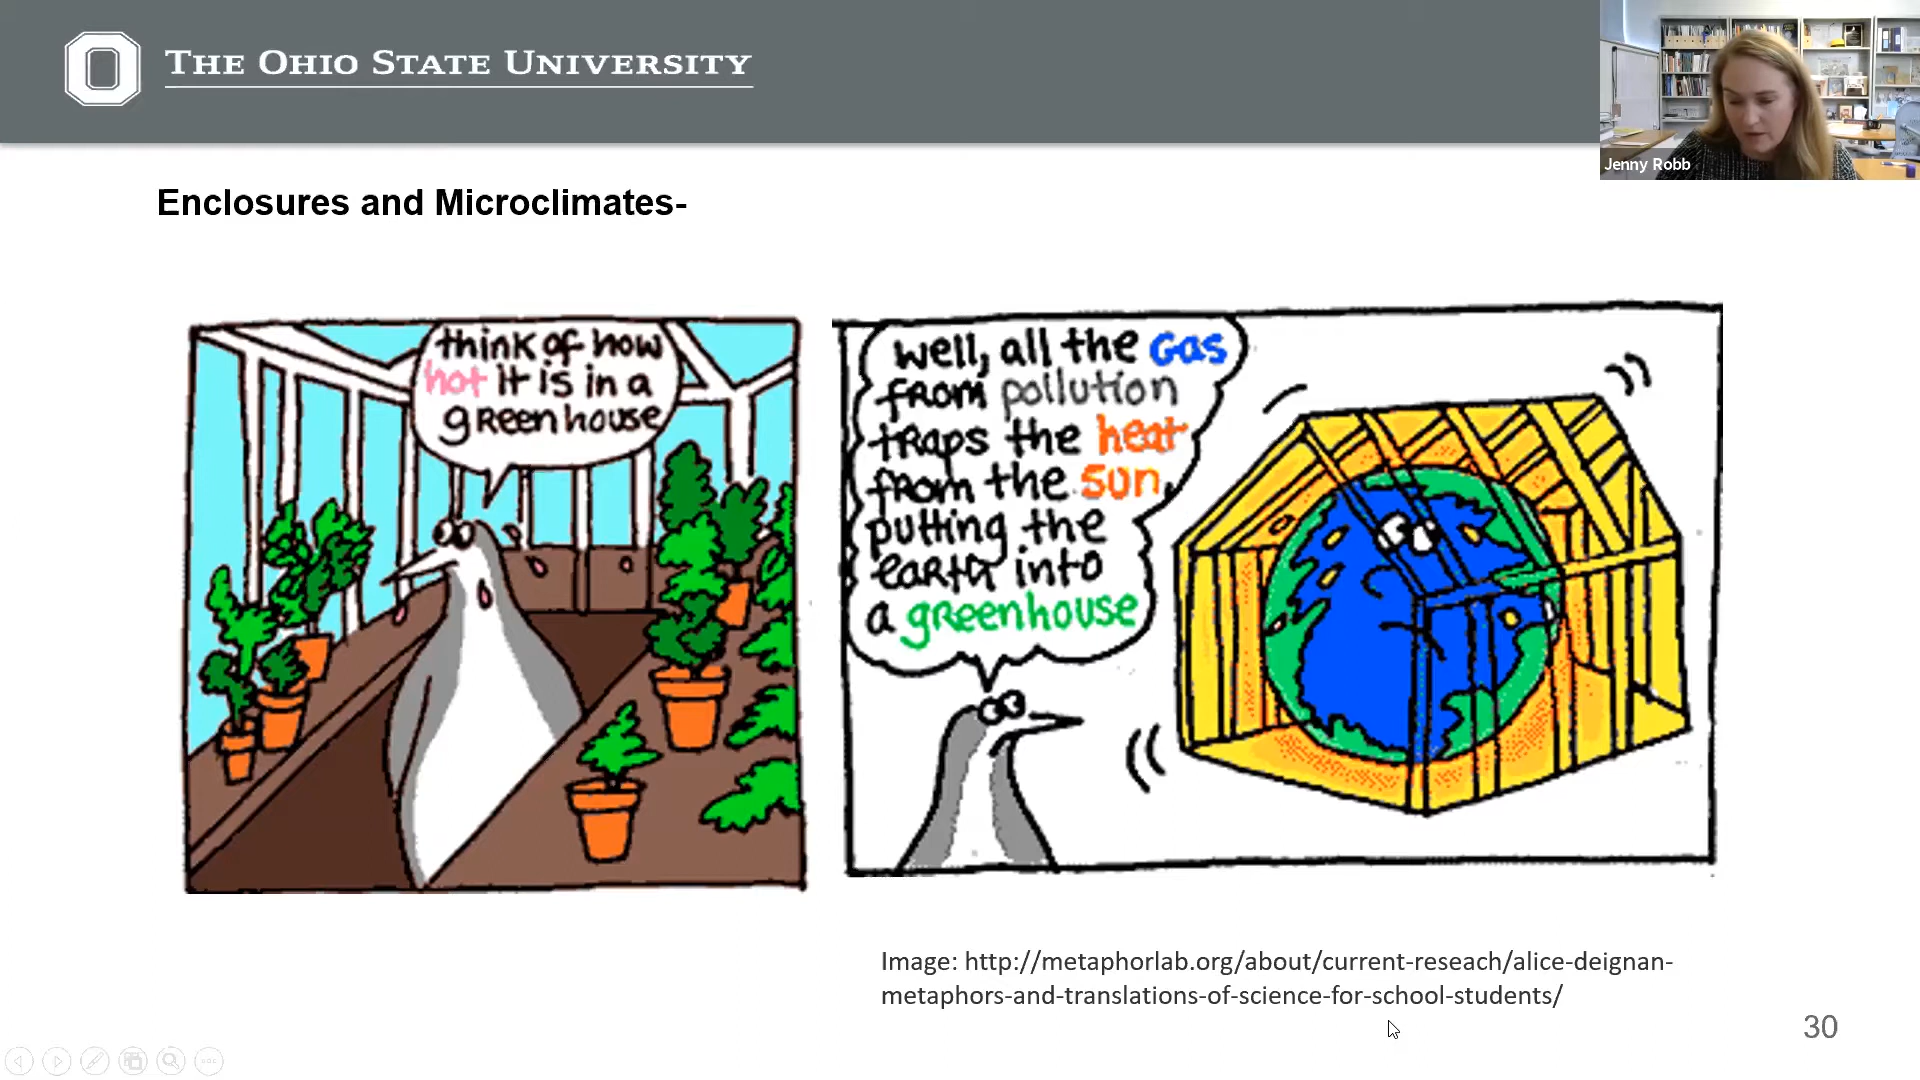 THE OHIO STATE UNIVERSITY
Jenny Robb
Enclosures and Microclimates-
think of how
hot it is in a
greenhouse
well, all the Gas
from pollution
traps the heat
from the sun,
putting the
earth into
a greenhouse
Image: http://metaphorlab.org/about/current-reseach/alice-deignan-
metaphors-and-translations-of-science-for-school-students/
30